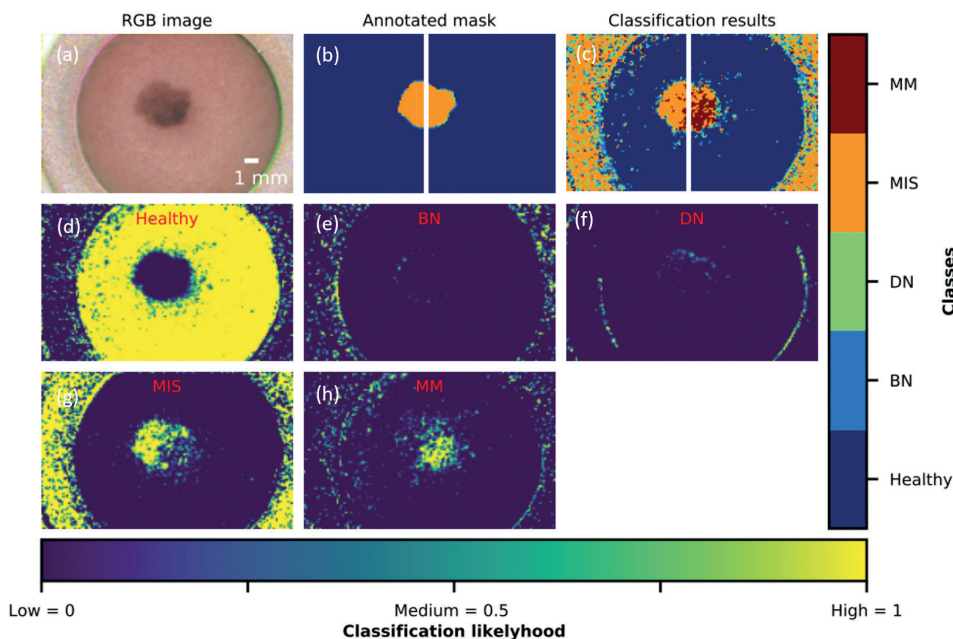 RGB image
Annotated mask
Classification results
(a)
(b)
(c)
1 mm
MM
MIS
DN
BN
Healthy
Classes
(d)
Healthy
(e)
BN
(f)
DN
(g)
MIS
(h)
MM
Low = 0
Medium = 0.5
High = 1
Classification likelyhood